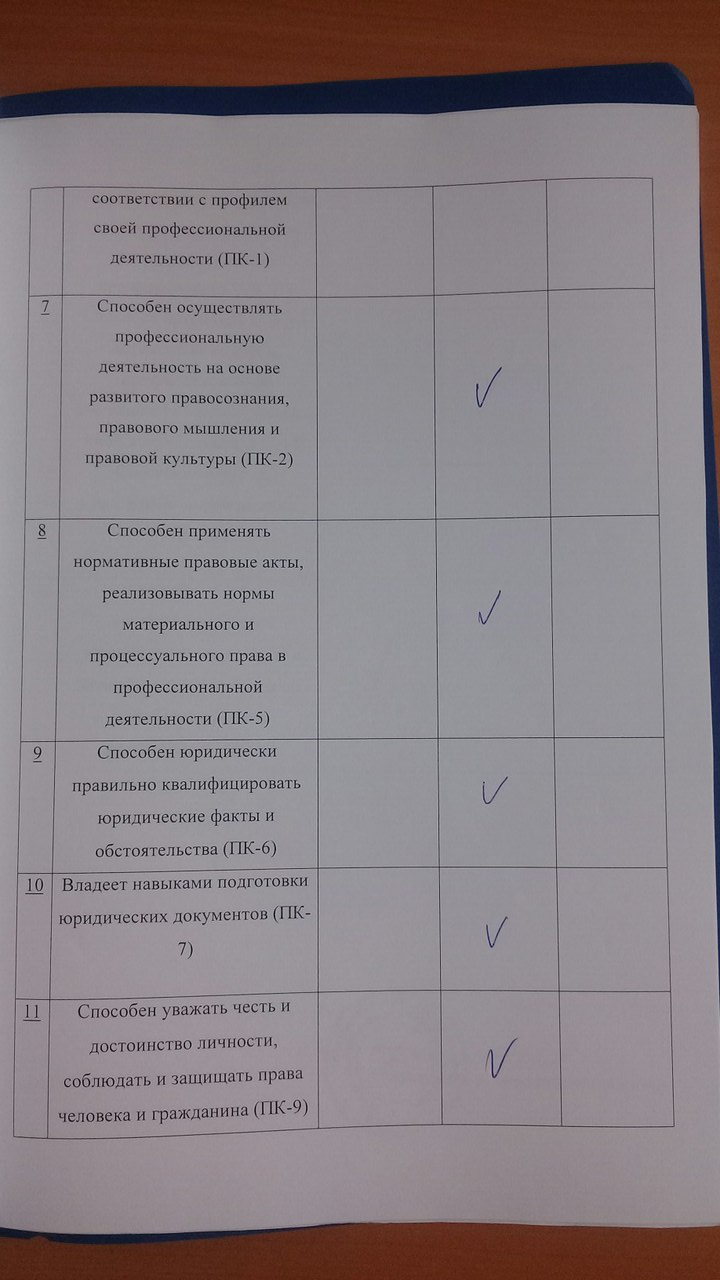 соответствии с профилем
своей профессиональной
деятельности (ПК-1)
7 Способен осуществлять
профессиональную
деятельность на основе
развитого правосознания,
правового мышления и
правовой культуры (ПК-2)
8 Способен применять
нормативные правовые акты,
реализовывать нормы
материального и
процессуального права в
профессиональной
деятельности (ПК-5)
9 Способен юридически
правильно квалифицировать
юридические факты и
обстоятельства (ПК-6)
10 Владеет навыками подготовки
юридических документов (ПК-
7)
11 Способен уважать честь и
достоинство личности,
соблюдать и защищать права
человека и гражданина (ПК-9)